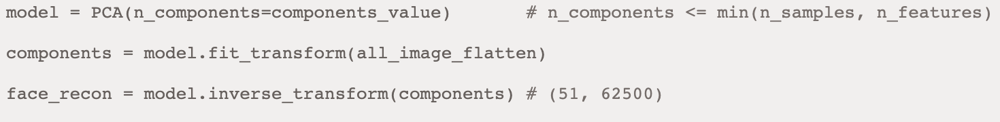 model = PCA(n_components=components_value)       # n_components <= min(n_samples, n_features)
components = model.fit_transform(all_image_flatten)
face_recon = model.inverse_transform(components) # (51, 62500)